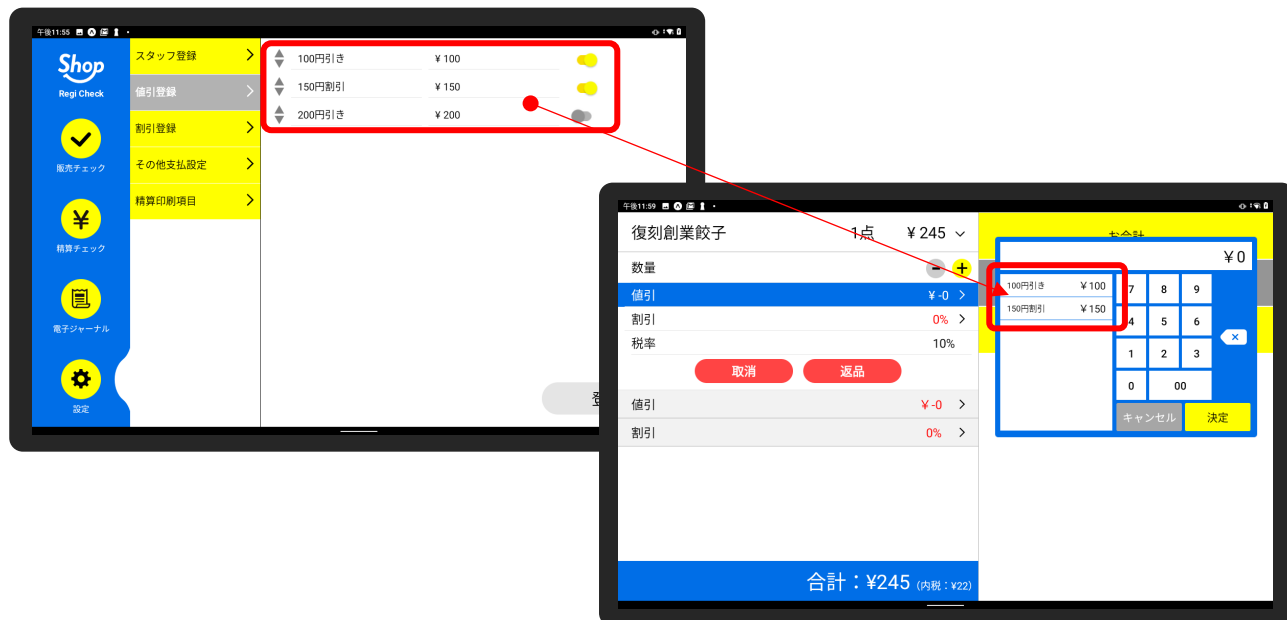 午後11:55
Shop
Regi Check
販売チェック
精算チェック
電子ジャーナル
設定
スタッフ登録
値引登録
割引登録
その他支払設定
精算印刷項目
100円引き ¥ 100
150円割引 ¥ 150
200円引き ¥ 200
午後11:59
復刻創業餃子 1点 ¥ 245
数量 - +
値引 ¥ -0
割引 0%
税率 10%
取消 返品
値引 ¥ -0
割引 0%
合計：¥245 (内税：¥22)
お会計
¥0
100円引き ¥100
150円割引 ¥150
7 8 9
4 5 6
1 2 3
0 00
キャンセル 決定